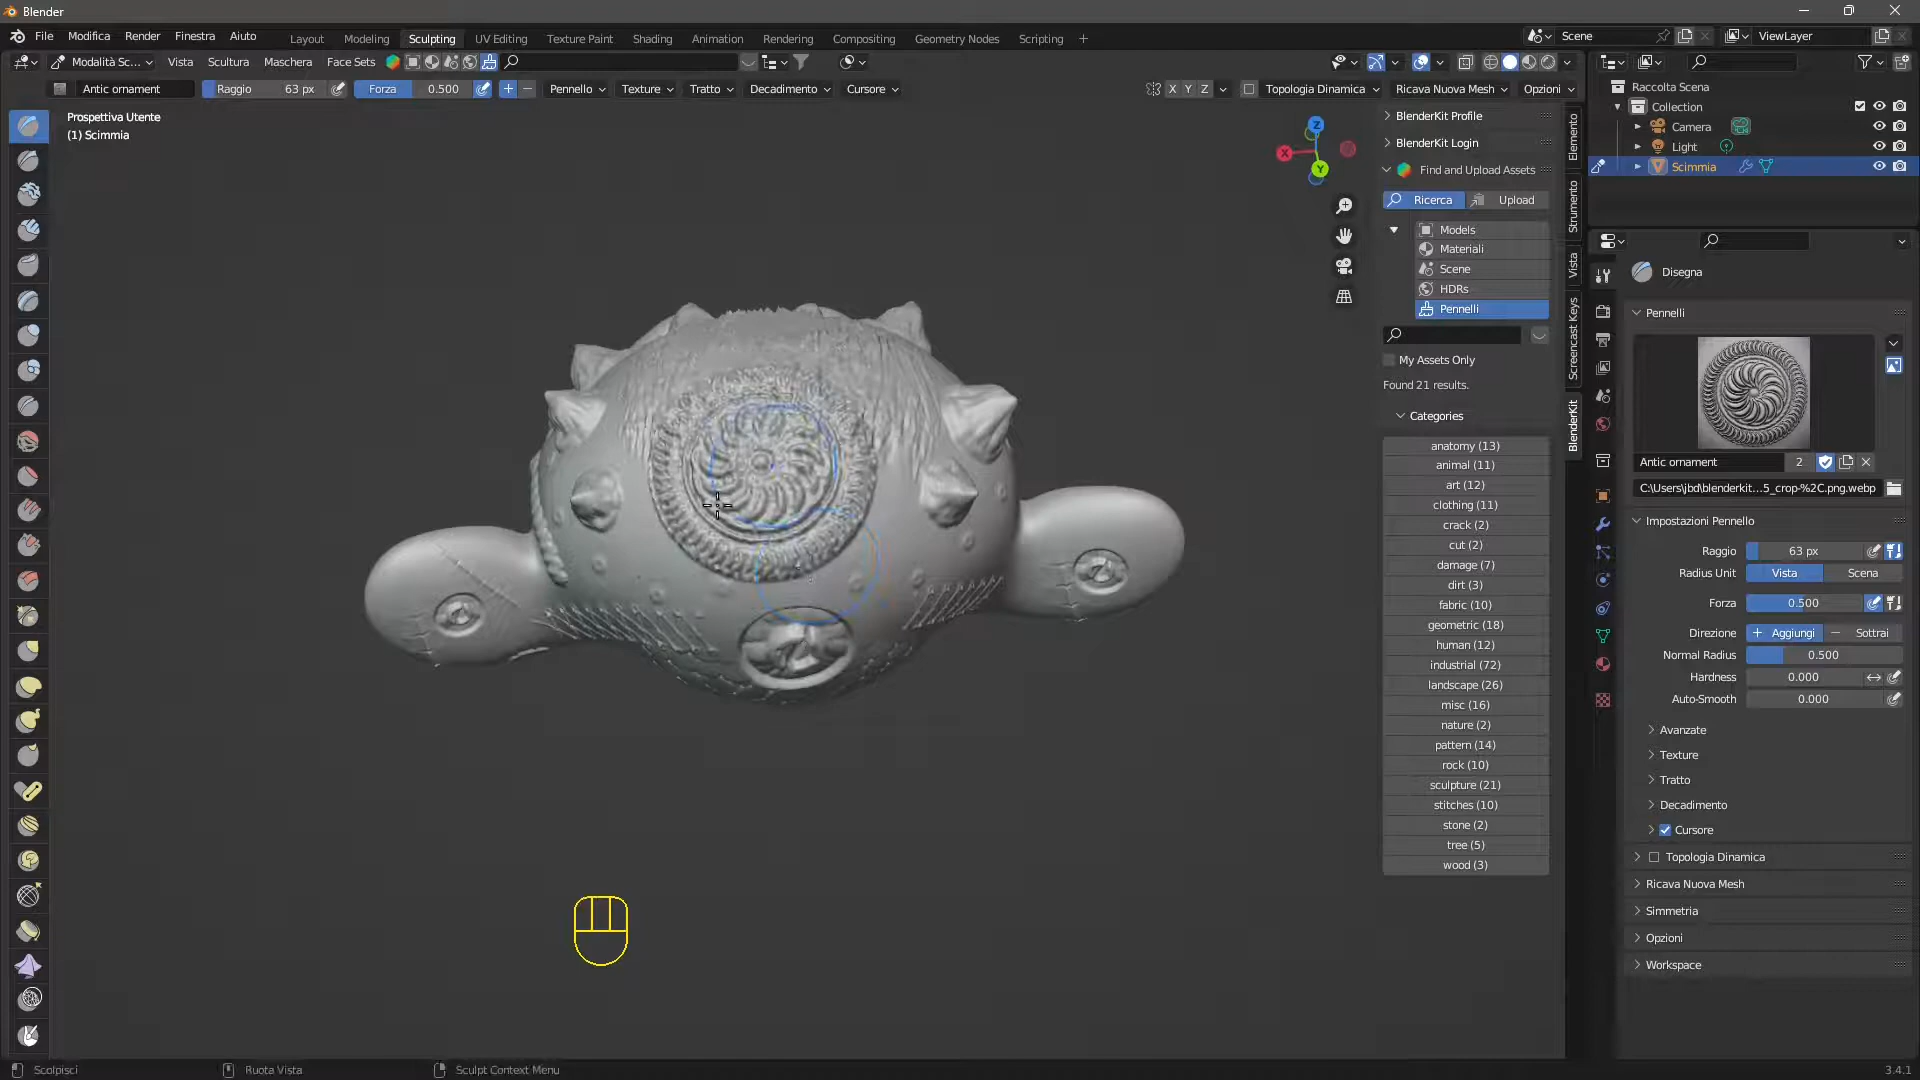 Blender
File Modifica Render Finestra Aiuto Layout Modeling Sculpting UV Editing Texture Paint Shading Animation Rendering Compositing Geometry Nodes Scripting + Scene ViewLayer
Modalità Sc... Vista Scultura Maschera Face Sets
Antic ornament Raggio 63 px Forza 0.500 Pennello Texture Tratto Decadimento Cursore X Y Z Topologia Dinamica Ricava Nuova Mesh Opzioni
Prospettiva Utente
(1) Scimmia
Z
X
Y
BlenderKit Profile
BlenderKit Login
Find and Upload Assets
Ricerca Upload
Models
Materiali
Scene
HDRs
Pennelli
My Assets Only
Found 21 results.
Categories
anatomy (13)
animal (11)
art (12)
clothing (11)
crack (2)
cut (2)
damage (7)
dirt (3)
fabric (10)
geometric (18)
human (12)
industrial (72)
landscape (26)
misc (16)
nature (2)
pattern (14)
rock (10)
sculpture (21)
stitches (10)
stone (2)
tree (5)
wood (3)
Elemento
Strumento
Vista
Screencast Keys
BlenderKit
Raccolta Scena
Collection
Camera
Light
Scimmia
Disegna
Pennelli
Antic ornament 2
C:\Users\jbd\blenderkit...5_crop-%2C.png.webp
Impostazioni Pennello
Raggio 63 px
Radius Unit Vista Scena
Forza 0.500
Direzione + Aggiungi − Sottrai
Normal Radius 0.500
Hardness 0.000
Auto-Smooth 0.000
Avanzate
Texture
Tratto
Decadimento
Cursore
Topologia Dinamica
Ricava Nuova Mesh
Simmetria
Opzioni
Workspace
Scolpisci Ruota Vista Sculpt Context Menu 3.4.1